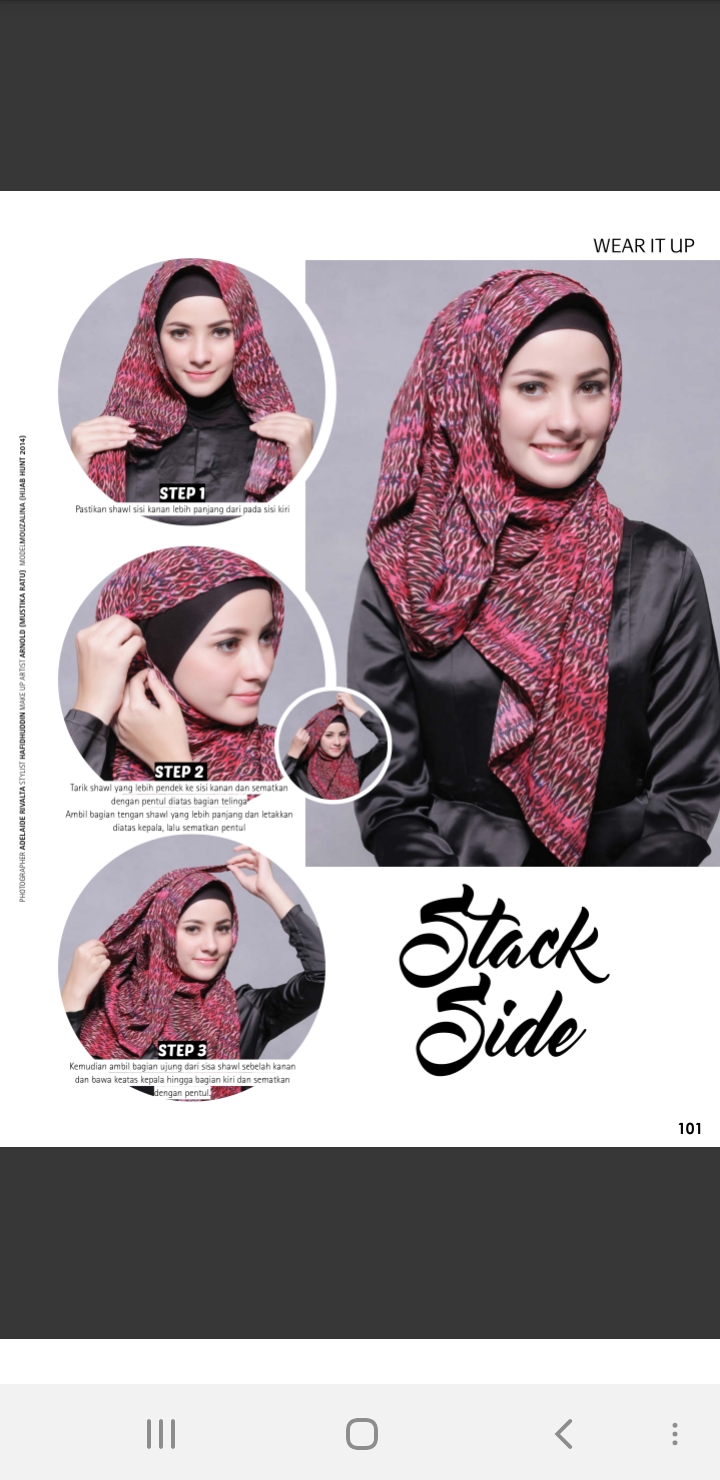 WEAR IT UP
STEP 1
Pastikan shawl sisi kanan lebih panjang dari pada sisi kiri
STEP 2
Tarik shawl yang lebih pendek ke sisi kanan dan sematkan
dengan pentul diatas bagian telinga
Ambil bagian tengan shawl yang lebih panjang dan letakkan
diatas kepala, lalu sematkan pentul
STEP 3
Kemudian ambil bagian ujung dari sisa shawl sebelah kanan
dan bawa keatas kepala hingga bagian kiri dan sematkan
dengan pentul.
PHOTOGRAPHER ADELAIDE RIVALTA STYLIST HAFIDHUDDIN MAKE UP ARTIST ARNOLD (MUSTIKA RATU) MODEL MOUZALINA (HIJAB HUNT 2014)
Stack
Side
101